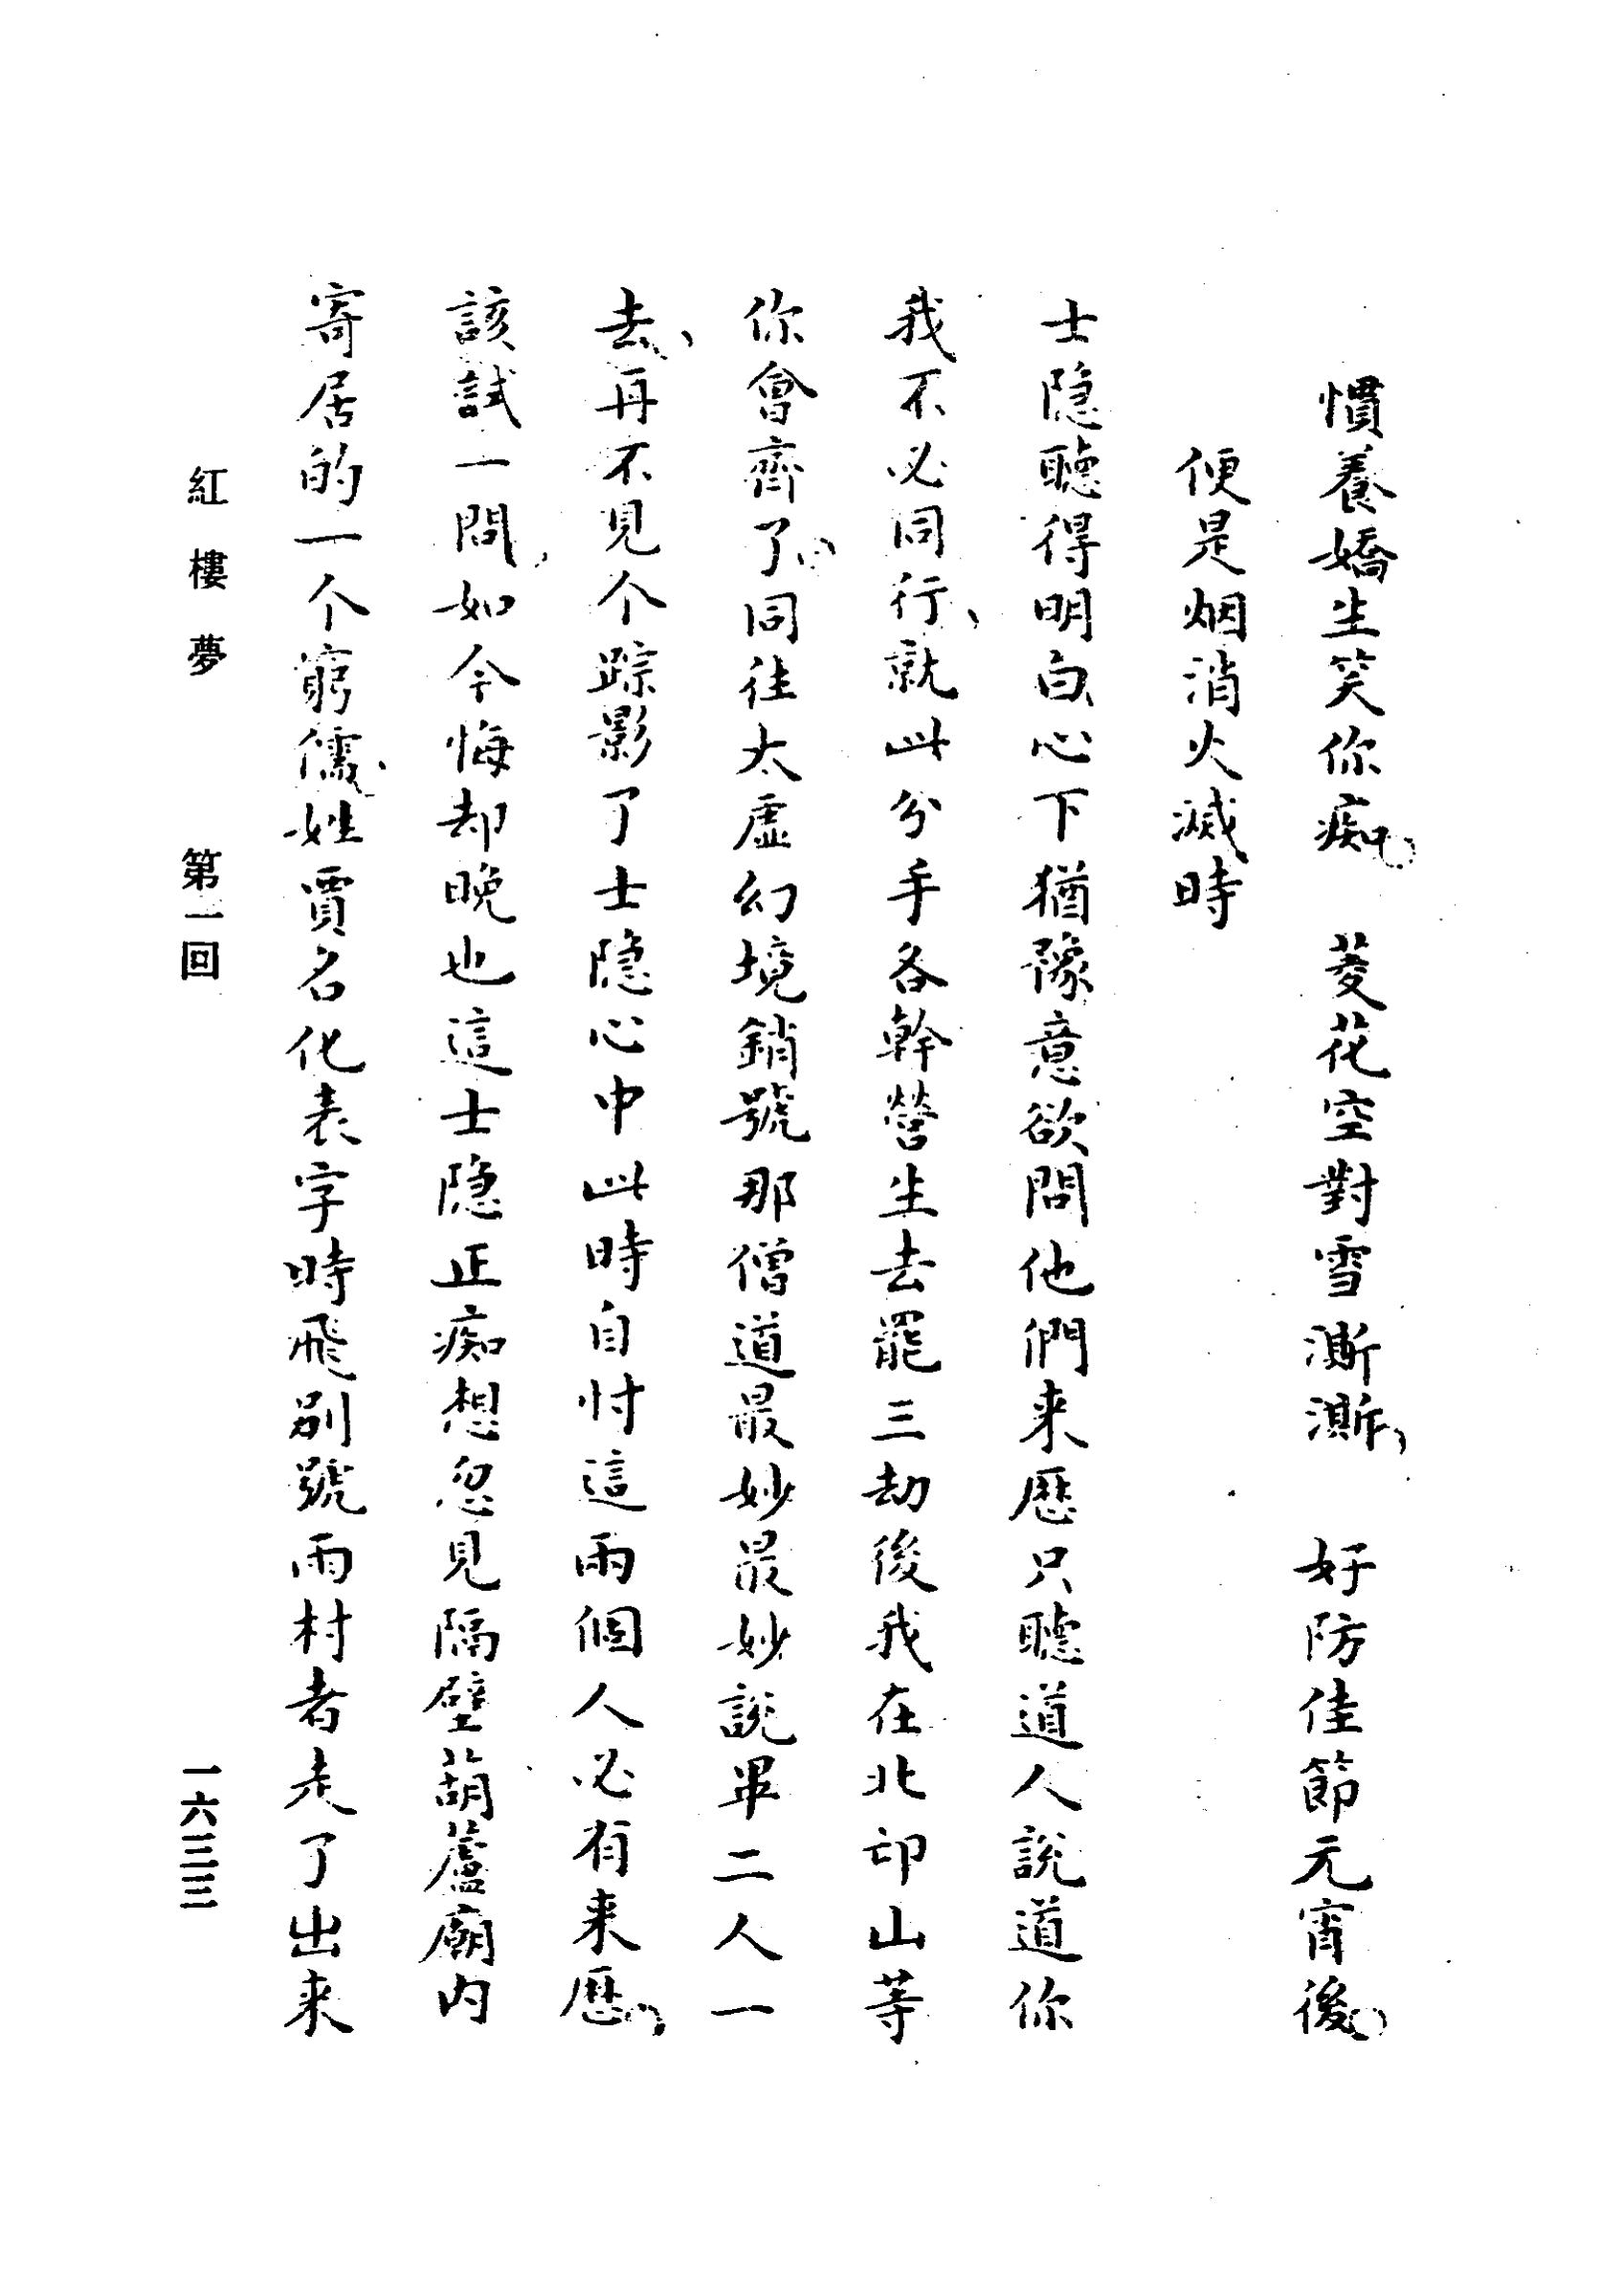 慣養嬌生笑你痴。　菱花空對雪澌澌、　好防佳節元宵後。
便是烟消火滅時
士隐聽得明白、心下猶豫意欲問他們来歷只聽道人說道你
我不必同行、就此分手各幹營生去罷三劫後我在北邙山等
你會齊了、同往太虛幻境銷號那僧道最妙最妙說畢二人一
去、再不見个踪影了士隐心中此時自忖這兩個人必有来歷、
該試一問、如今悔却晚也這士隐正痴想忽見隔壁葫蘆廟内
寄居的一个窮儒、姓賈名化表字時飛别號雨村者走了出来
紅樓夢　第一回　一六三三